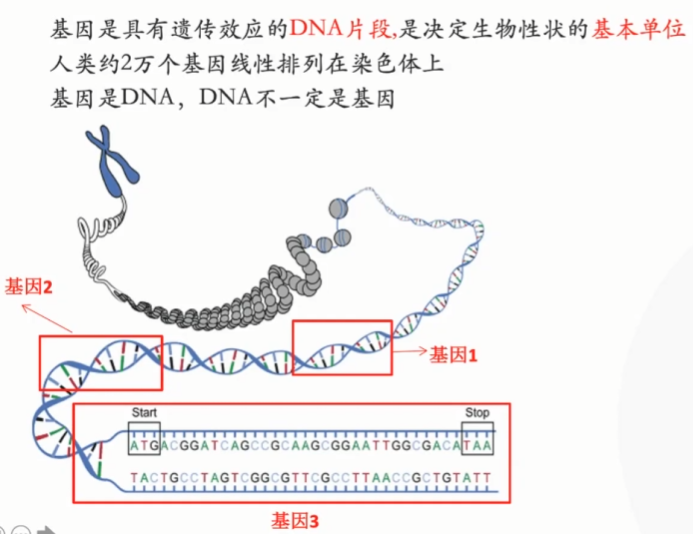 基因是具有遗传效应的DNA片段,是决定生物性状的基本单位
人类约2万个基因线性排列在染色体上
基因是DNA，DNA不一定是基因
基因2
基因1
Start
Stop
ATGACGGATCAGCCGCAAGCGGAATTGGCGACATAA
TACTGCCTAGTCGGCGTTCGCCTTAACCGCTGTATT
基因3